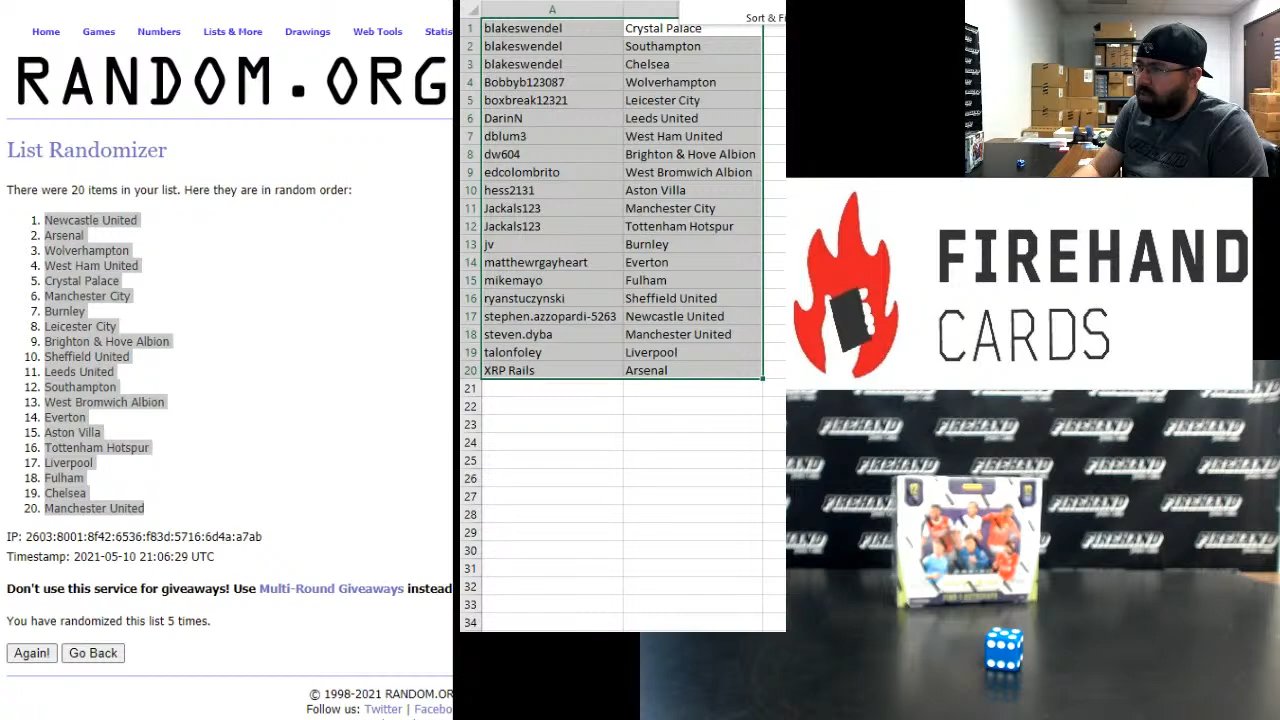 Home Games Numbers Lists & More Drawings Web Tools Statis
RANDOM.ORG
List Randomizer
There were 20 items in your list. Here they are in random order:
1. Newcastle United
2. Arsenal
3. Wolverhampton
4. West Ham United
5. Crystal Palace
6. Manchester City
7. Burnley
8. Leicester City
9. Brighton & Hove Albion
10. Sheffield United
11. Leeds United
12. Southampton
13. West Bromwich Albion
14. Everton
15. Aston Villa
16. Tottenham Hotspur
17. Liverpool
18. Fulham
19. Chelsea
20. Manchester United
IP: 2603:8001:8f42:6536:f83d:5716:6d4a:a7ab
Timestamp: 2021-05-10 21:06:29 UTC
Don't use this service for giveaways! Use Multi-Round Giveaways instead
You have randomized this list 5 times.
Again! Go Back
© 1998-2021 RANDOM.OR
Follow us: Twitter | Facebo
A
Sort & Fi
1 blakeswendel Crystal Palace
2 blakeswendel Southampton
3 blakeswendel Chelsea
4 Bobbyb123087 Wolverhampton
5 boxbreak12321 Leicester City
6 DarinN Leeds United
7 dblum3 West Ham United
8 dw604 Brighton & Hove Albion
9 edcolombrito West Bromwich Albion
10 hess2131 Aston Villa
11 Jackals123 Manchester City
12 Jackals123 Tottenham Hotspur
13 jv Burnley
14 matthewrgayheart Everton
15 mikemayo Fulham
16 ryanstuczynski Sheffield United
17 stephen.azzopardi-5263 Newcastle United
18 steven.dyba Manchester United
19 talonfoley Liverpool
20 XRP Rails Arsenal
21
22
23
24
25
26
27
28
29
30
31
32
33
34
FIREHAND
CARDS
FIREHAND FIREHAND FIREHAND
FIREHAND FIREHAND FIREHAND